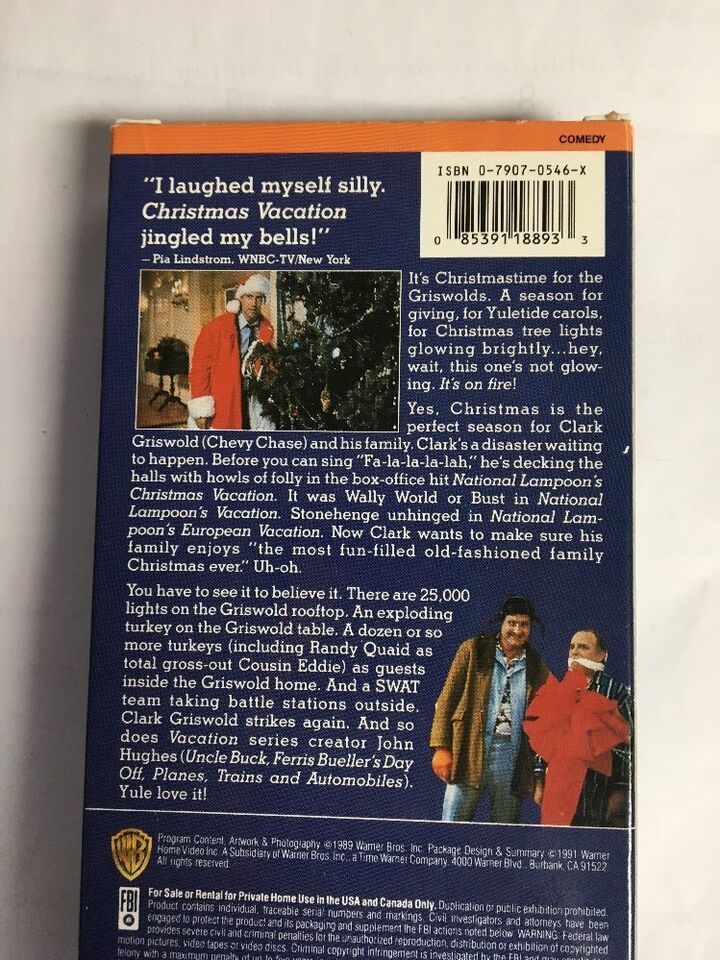 COMEDY
ISBN 0-7907-0546-X
0 85391 18893 3
"I laughed myself silly.
Christmas Vacation
jingled my bells!"
– Pia Lindstrom, WNBC-TV/New York
It's Christmastime for the
Griswolds. A season for
giving, for Yuletide carols,
for Christmas tree lights
glowing brightly...hey,
wait, this one's not glow-
ing. It's on fire!
Yes, Christmas is the
perfect season for Clark
Griswold (Chevy Chase) and his family. Clark's a disaster waiting
to happen. Before you can sing "Fa-la-la-la-lah," he's decking the
halls with howls of folly in the box-office hit National Lampoon's
Christmas Vacation. It was Wally World or Bust in National
Lampoon's Vacation. Stonehenge unhinged in National Lam-
poon's European Vacation. Now Clark wants to make sure his
family enjoys "the most fun-filled old-fashioned family
Christmas ever." Uh-oh.
You have to see it to believe it. There are 25,000
lights on the Griswold rooftop. An exploding
turkey on the Griswold table. A dozen or so
more turkeys (including Randy Quaid as
total gross-out Cousin Eddie) as guests
inside the Griswold home. And a SWAT
team taking battle stations outside.
Clark Griswold strikes again. And so
does Vacation series creator John
Hughes (Uncle Buck, Ferris Bueller's Day
Off, Planes, Trains and Automobiles).
Yule love it!
WB
Program Content, Artwork & Photography ©1989 Warner Bros. Inc. Package Design & Summary ©1991 Warner
Home Video Inc. A Subsidiary of Warner Bros. Inc., a Time Warner Company, 4000 Warner Blvd., Burbank, CA 91522.
All rights reserved.
FBI
For Sale or Rental for Private Home Use in the USA and Canada Only. Duplication or public exhibition prohibited.
Product contains individual, traceable serial numbers and markings. Civil investigators and attorneys have been
engaged to protect the product and its packaging and supplement the FBI actions noted below. WARNING: Federal law
provides severe civil and criminal penalties for the unauthorized reproduction, distribution or exhibition of copyrighted
motion pictures, video tapes or video discs. Criminal copyright infringement is investigated by the FBI and may
felony with a maximum penalty of up to five